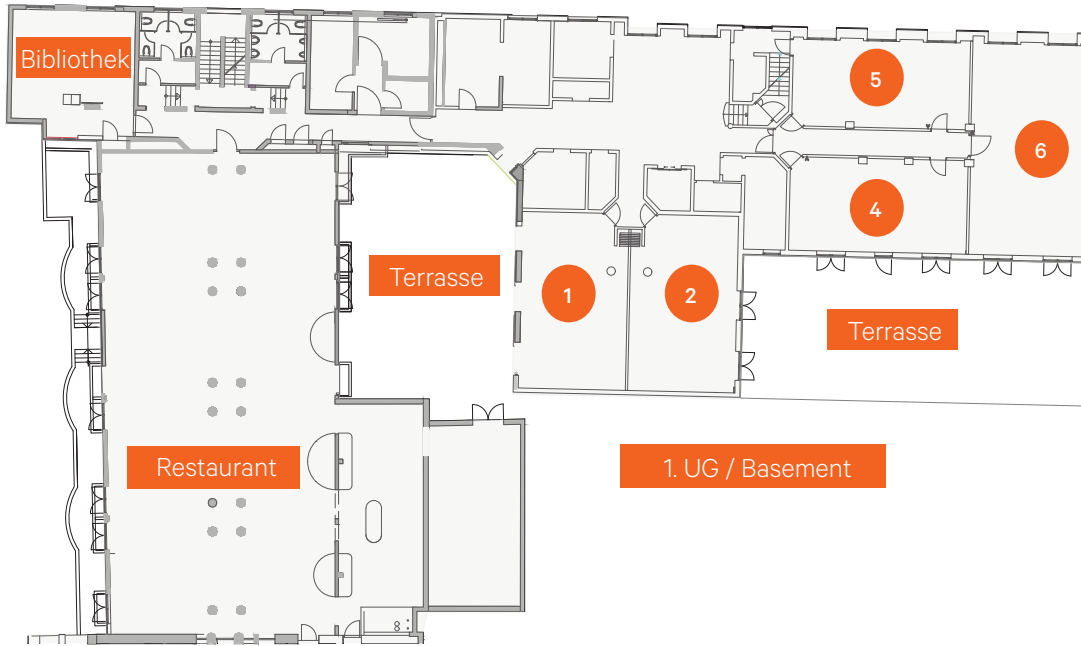 Bibliothek
5
6
4
Terrasse
1
2
Terrasse
Restaurant
1. UG / Basement